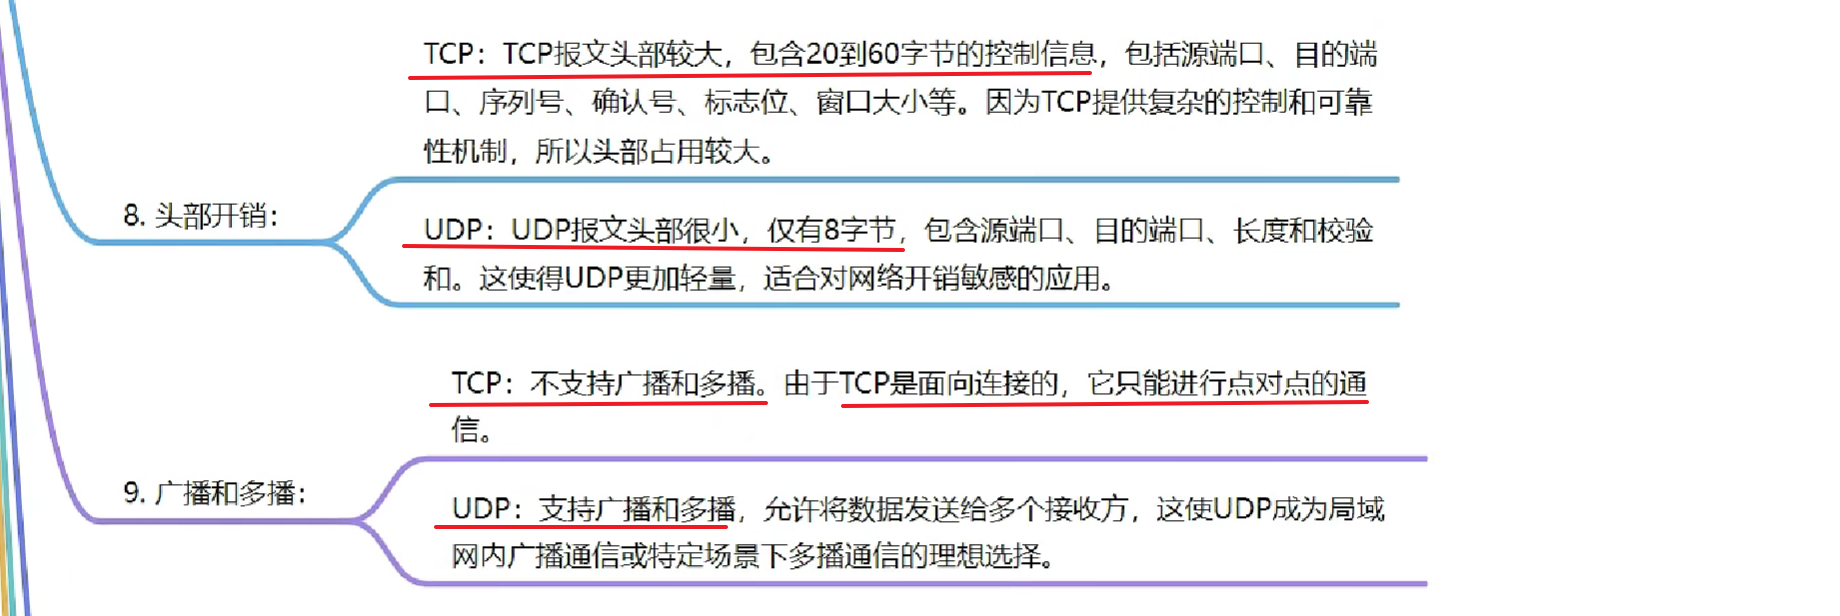 TCP：TCP报文头部较大，包含20到60字节的控制信息，包括源端口、目的端
口、序列号、确认号、标志位、窗口大小等。因为TCP提供复杂的控制和可靠
性机制，所以头部占用较大。
8. 头部开销：
UDP：UDP报文头部很小，仅有8字节，包含源端口、目的端口、长度和校验
和。这使得UDP更加轻量，适合对网络开销敏感的应用。
TCP：不支持广播和多播。由于TCP是面向连接的，它只能进行点对点的通
信。
9. 广播和多播：
UDP：支持广播和多播，允许将数据发送给多个接收方，这使UDP成为局域
网内广播通信或特定场景下多播通信的理想选择。